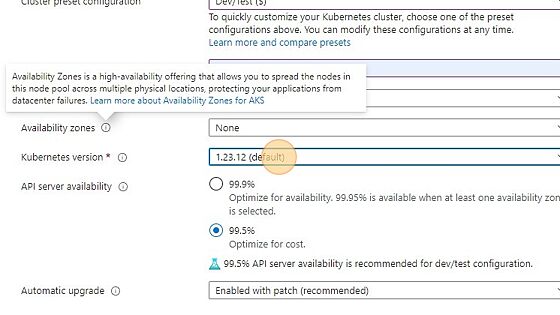 Cluster preset configuration
Dev/Test ($)
To quickly customize your Kubernetes cluster, choose one of the preset
configurations above. You can modify these configurations at any time.
Learn more and compare presets
Availability Zones is a high-availability offering that allows you to spread the nodes in
this node pool across multiple physical locations, protecting your applications from
datacenter failures. Learn more about Availability Zones for AKS
Availability zones
None
Kubernetes version *
1.23.12 (default)
API server availability
99.9%
Optimize for availability. 99.95% is available when at least one availability zon
is selected.
99.5%
Optimize for cost.
99.5% API server availability is recommended for dev/test configuration.
Automatic upgrade
Enabled with patch (recommended)